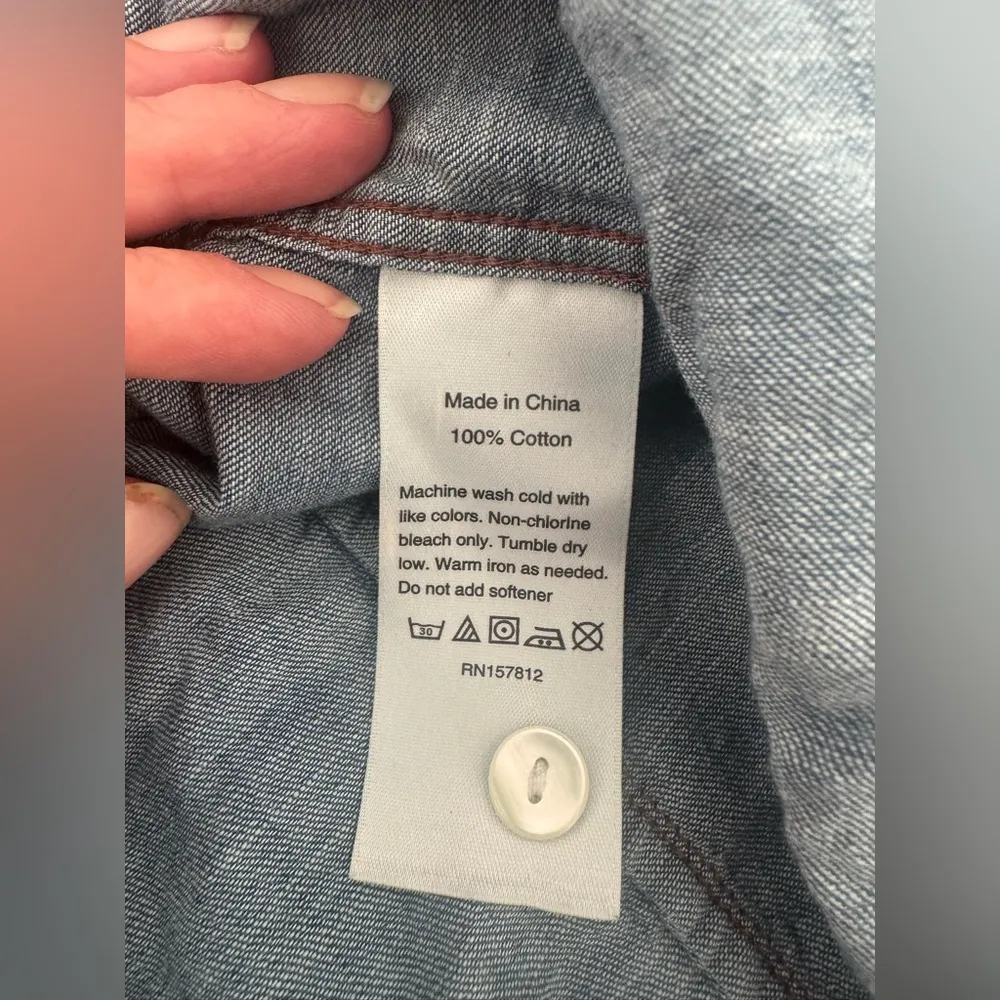 Made in China
100% Cotton
Machine wash cold with
like colors. Non-chlorine
bleach only. Tumble dry
low. Warm iron as needed.
Do not add softener
30
RN157812